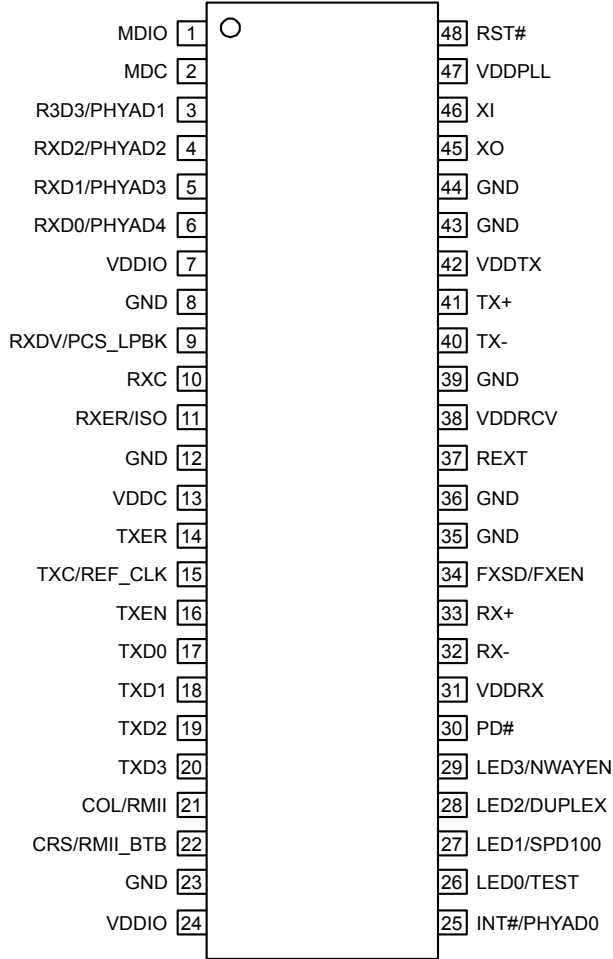 MDIO 1 48 RST#
MDC 2 47 VDDPLL
R3D3/PHYAD1 3 46 XI
RXD2/PHYAD2 4 45 XO
RXD1/PHYAD3 5 44 GND
RXD0/PHYAD4 6 43 GND
VDDIO 7 42 VDDTX
GND 8 41 TX+
RXDV/PCS_LPBK 9 40 TX-
RXC 10 39 GND
RXER/ISO 11 38 VDDRCV
GND 12 37 REXT
VDDC 13 36 GND
TXER 14 35 GND
TXC/REF_CLK 15 34 FXSD/FXEN
TXEN 16 33 RX+
TXD0 17 32 RX-
TXD1 18 31 VDDRX
TXD2 19 30 PD#
TXD3 20 29 LED3/NWAYEN
COL/RMII 21 28 LED2/DUPLEX
CRS/RMII_BTB 22 27 LED1/SPD100
GND 23 26 LED0/TEST
VDDIO 24 25 INT#/PHYAD0